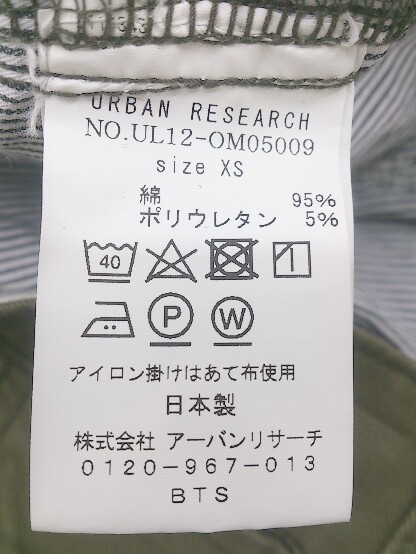 URBAN RESEARCH
NO.UL12-OM05009
size XS
綿 95%
ポリウレタン 5%
40
P W
アイロン掛けはあて布使用
日本製
株式会社 アーバンリサーチ
0120-967-013
BTS